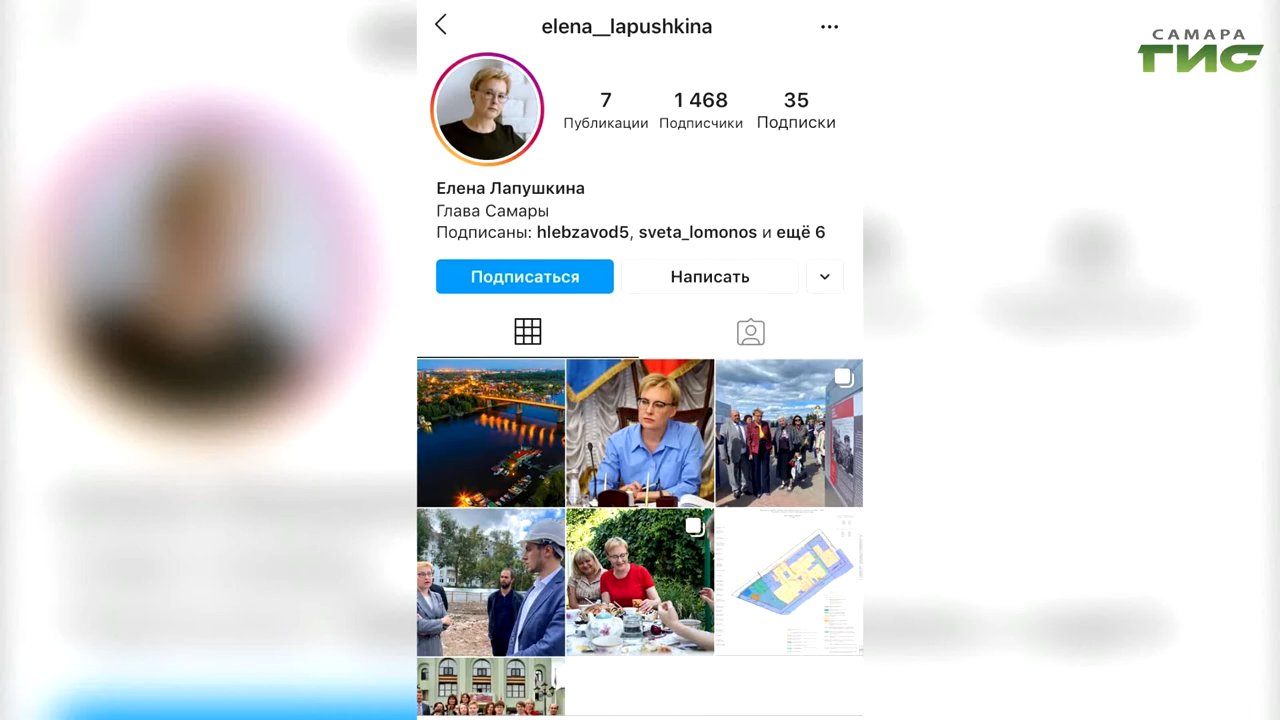 elena__lapushkina
САМАРА
ГИС
7
1 468
35
Публикации
Подписчики
Подписки
Елена Лапушкина
Глава Самары
Подписаны: hlebzavod5, sveta_lomonos и ещё 6
Подписаться
Написать